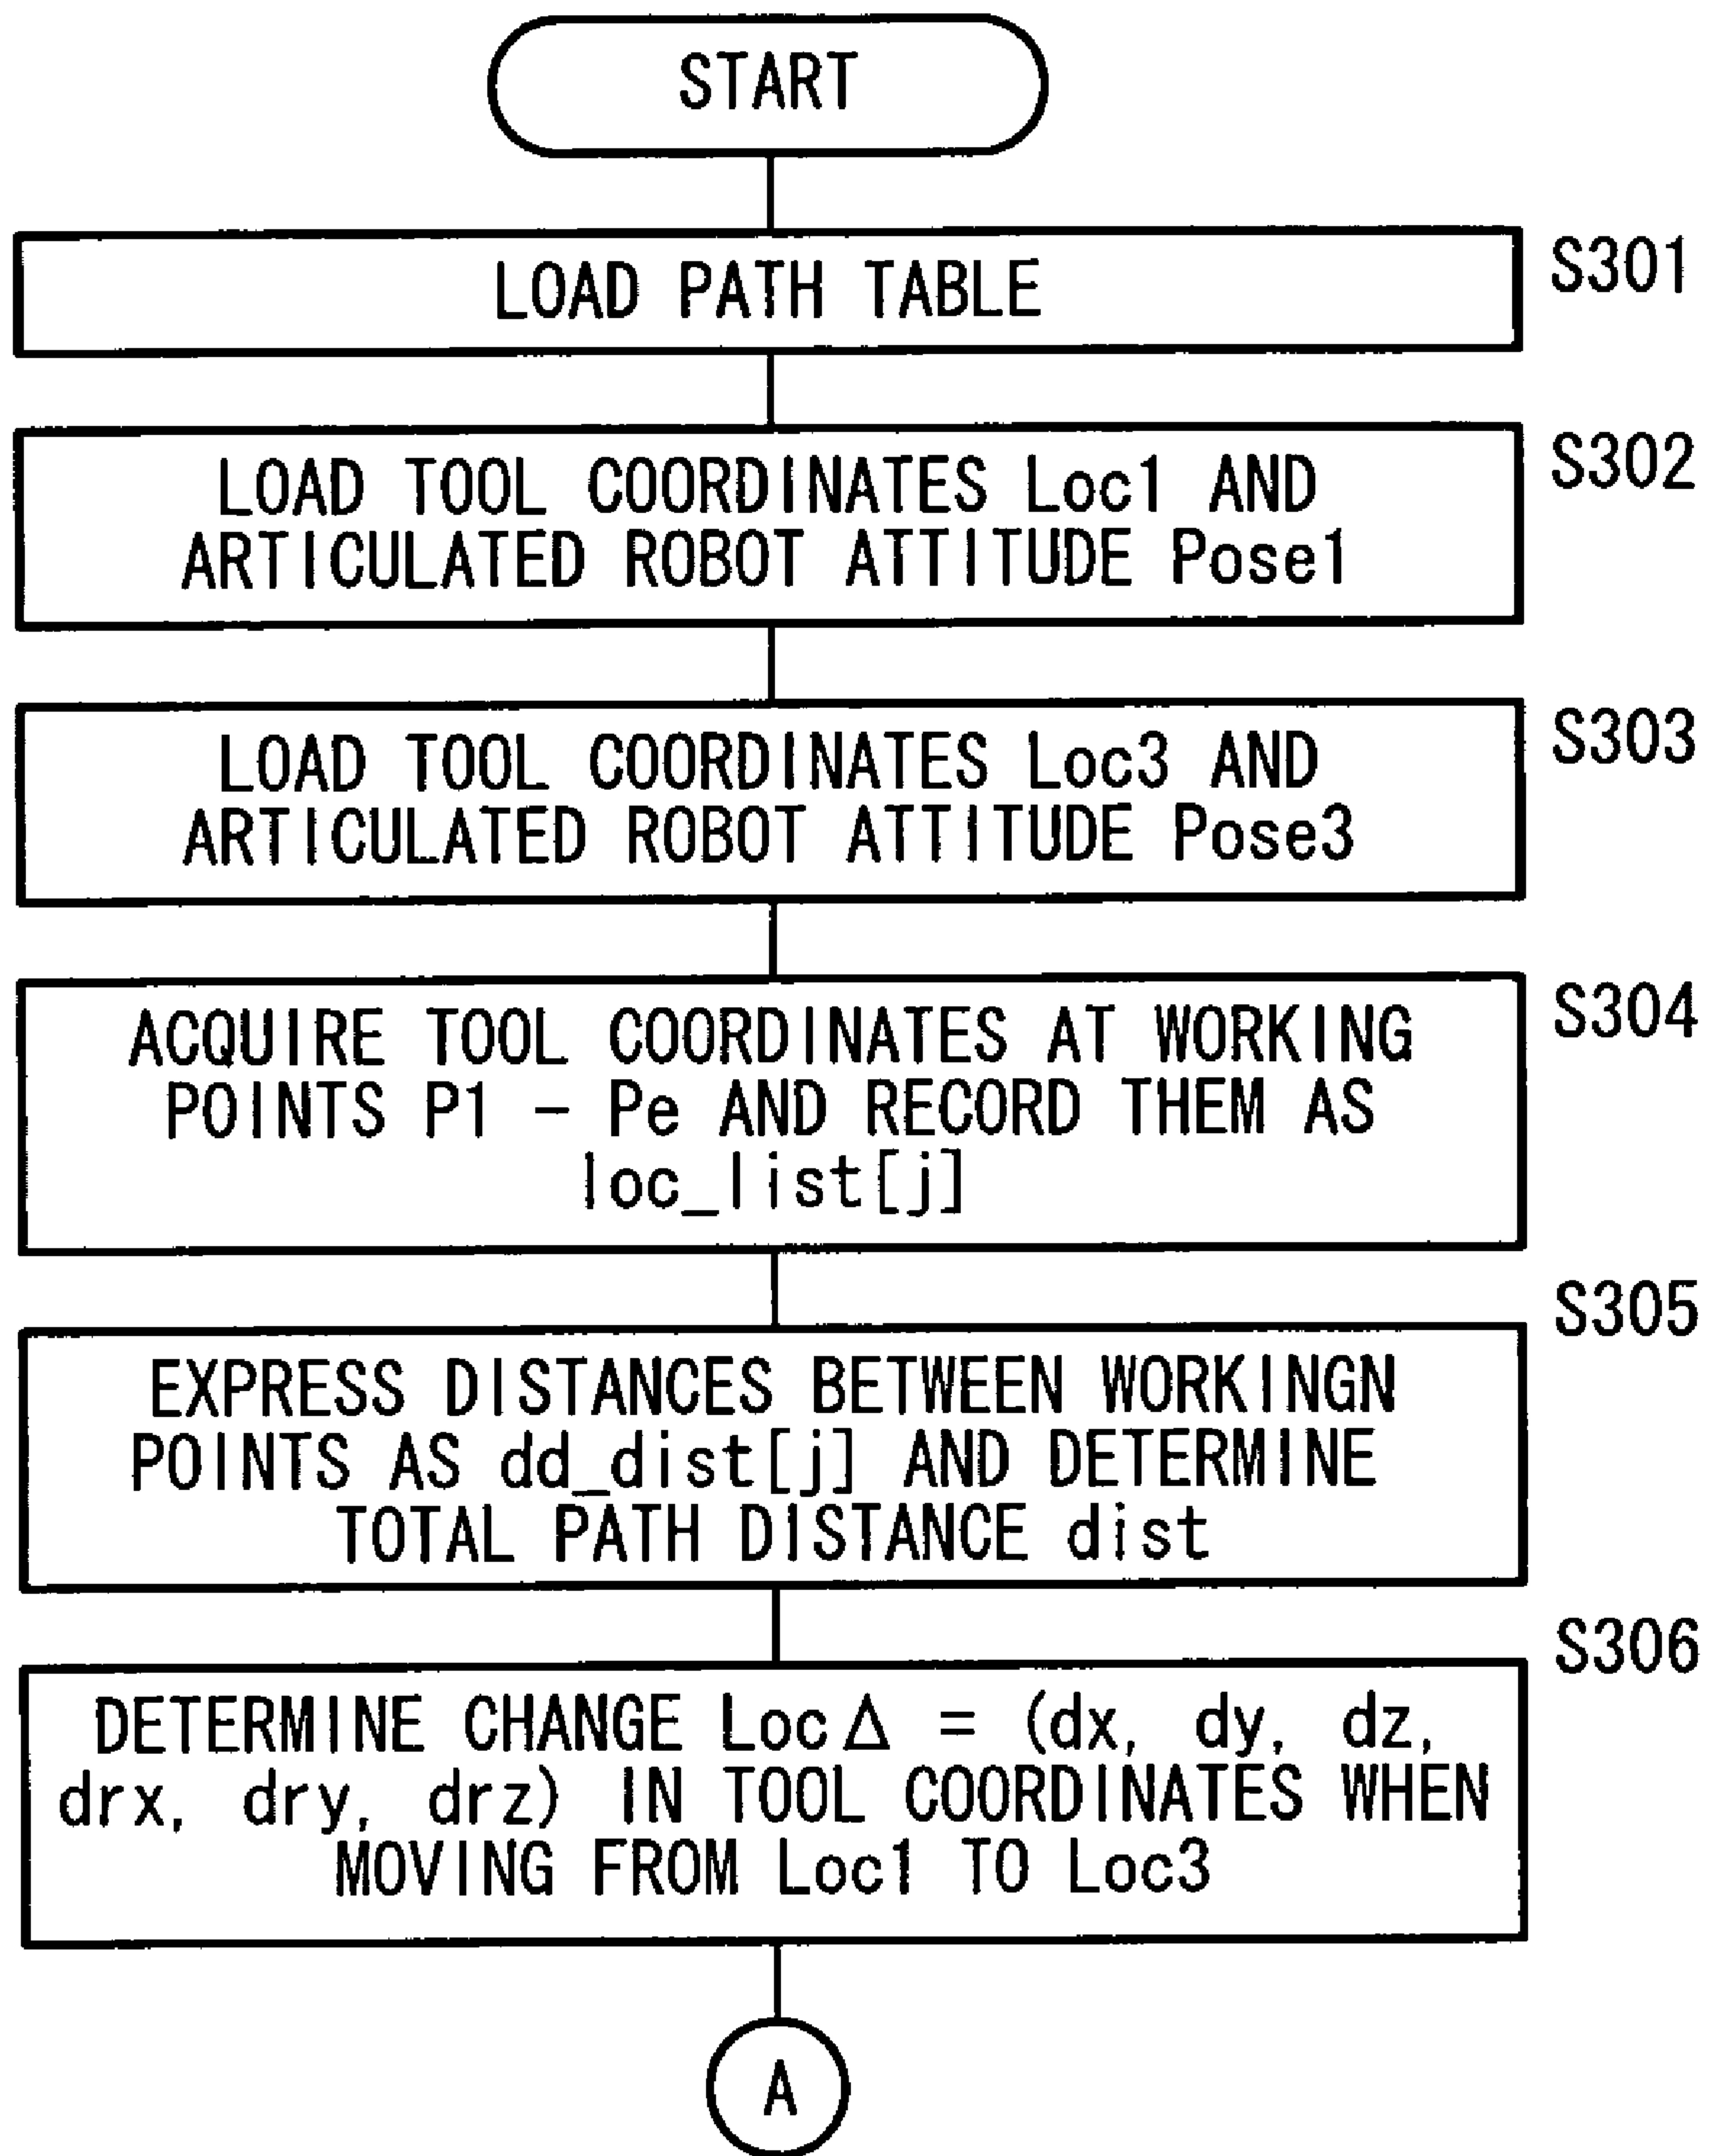 START
LOAD PATH TABLE
S301
LOAD TOOL COORDINATES Loc1 AND
ARTICULATED ROBOT ATTITUDE Pose1
S302
LOAD TOOL COORDINATES Loc3 AND
ARTICULATED ROBOT ATTITUDE Pose3
S303
ACQUIRE TOOL COORDINATES AT WORKING
POINTS P1 - Pe AND RECORD THEM AS
loc_list[j]
S304
EXPRESS DISTANCES BETWEEN WORKINGN
POINTS AS dd_dist[j] AND DETERMINE
TOTAL PATH DISTANCE dist
S305
DETERMINE CHANGE Loc Δ = (dx, dy, dz,
drx, dry, drz) IN TOOL COORDINATES WHEN
MOVING FROM Loc1 TO Loc3
S306
A